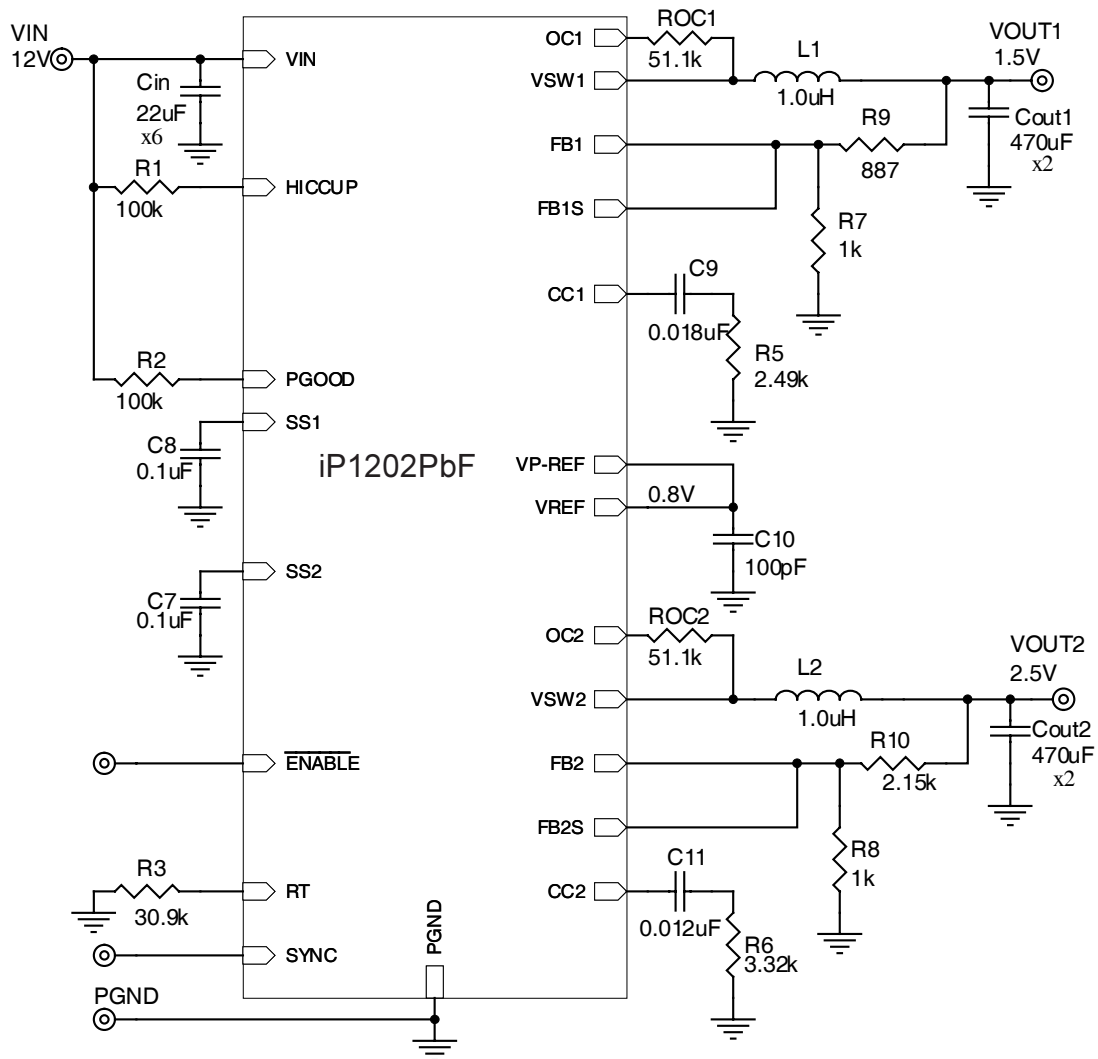 VIN
12V
Cin
22uF
x6
R1
100k
R2
100k
C8
0.1uF
C7
0.1uF
R3
30.9k
PGND
VIN
HICCUP
PGOOD
SS1
SS2
ENABLE
RT
SYNC
PGND
iP1202PbF
OC1
VSW1
FB1
FB1S
CC1
VP-REF
VREF
OC2
VSW2
FB2
FB2S
CC2
ROC1
51.1k
L1
1.0uH
VOUT1
1.5V
Cout1
470uF
x2
R9
887
R7
1k
C9
0.018uF
R5
2.49k
0.8V
C10
100pF
ROC2
51.1k
L2
1.0uH
VOUT2
2.5V
Cout2
470uF
x2
R10
2.15k
R8
1k
C11
0.012uF
R6
3.32k